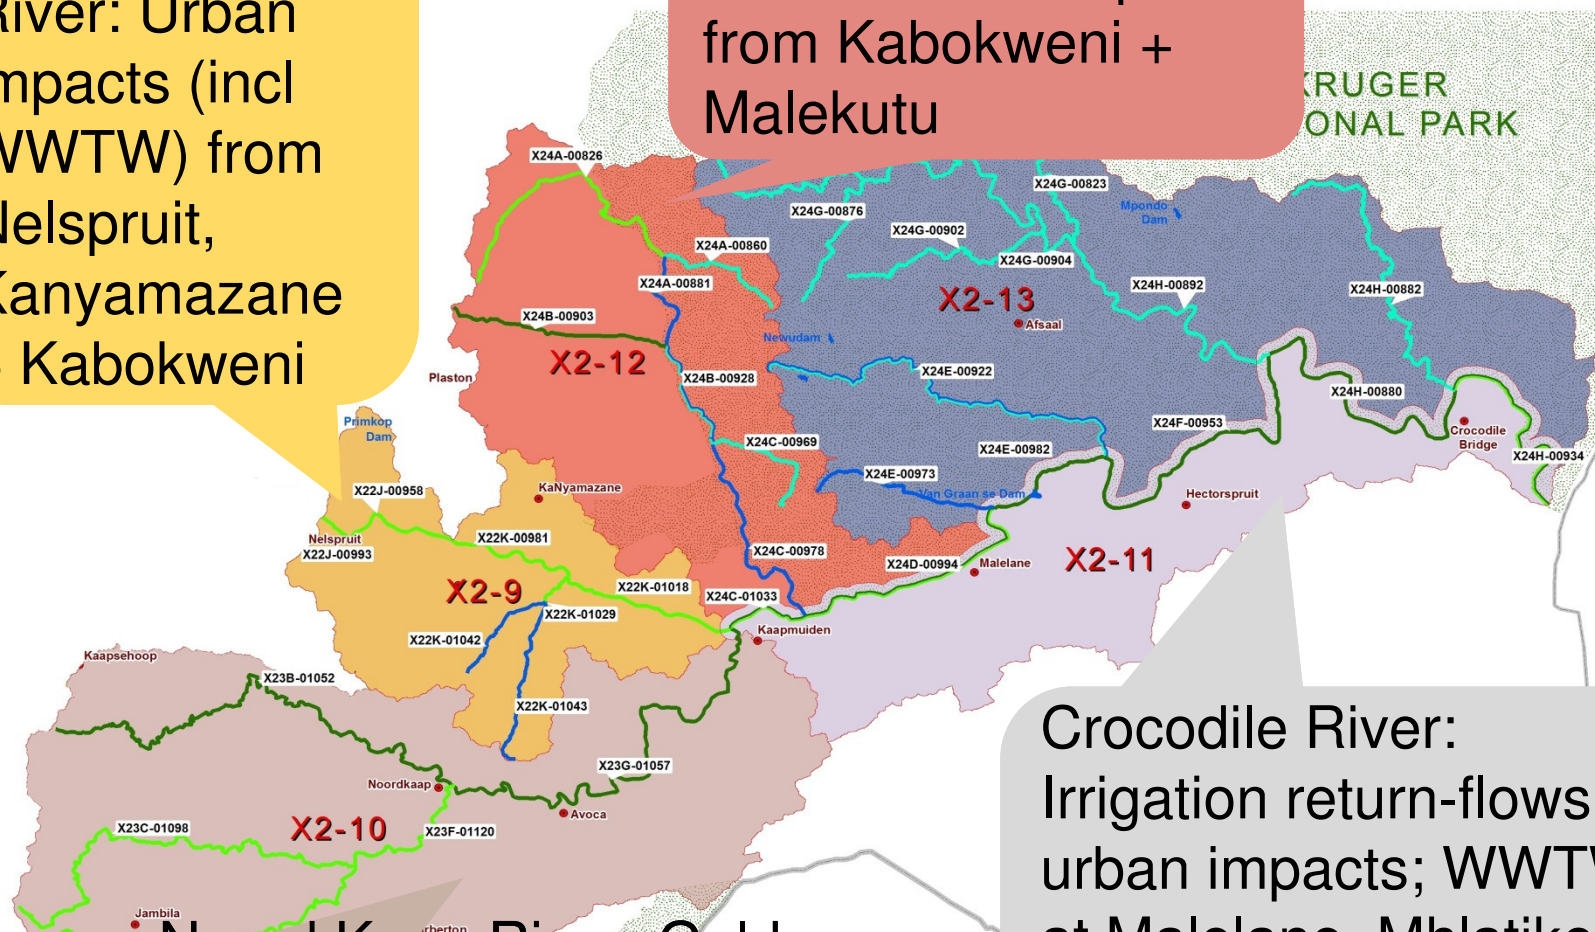 River: Urban
impacts (incl
WWTW) from
Nelspruit,
Kanyamazane
Kabokweni
from Kabokweni +
Malekutu
KRUGER
ONAL PARK
X24A-00826
X24G-00823
X24G-00876
Mpondo
Dam
X24G-00902
X24A-00860
X24G-00904
X24A-00881
X24H-00892
X24H-00882
X2-13
Afsaal
X24B-00903
Newudam
X2-12
Plaston
X24B-00928
X24E-00922
X24H-00880
Primkop
Dam
X24F-00953
Crocodile
Bridge
X24C-00969
X24E-00982
X24H-00934
X24E-00973
KaNyamazane
X22J-00958
Van Graan se Dam
Hectorspruit
Nelspruit
X22J-00993
X22K-00981
X24C-00978
X24D-00994
Malelane
X2-11
X2-9
X22K-01018
X24C-01033
X22K-01029
X22K-01042
Kaapmuiden
Kaapsehoop
X23B-01052
X22K-01043
Crocodile River:
Irrigation return-flows
urban impacts; WWTW
at Malelane, Mhlatike
X23G-01057
Noordkaap
Avoca
X23C-01098
X2-10
X23F-01120
Jambila
rberton